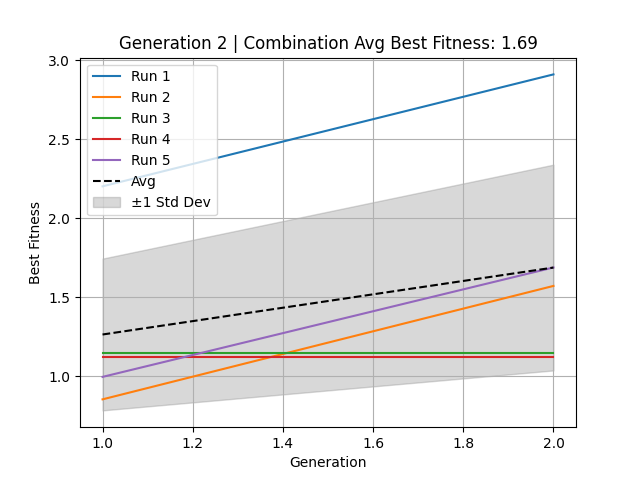 Generation 2 | Combination Avg Best Fitness: 1.69
3.0
2.5
2.0
1.5
1.0
Best Fitness
Run 1
Run 2
Run 3
Run 4
Run 5
Avg
±1 Std Dev
1.0 1.2 1.4 1.6 1.8 2.0
Generation